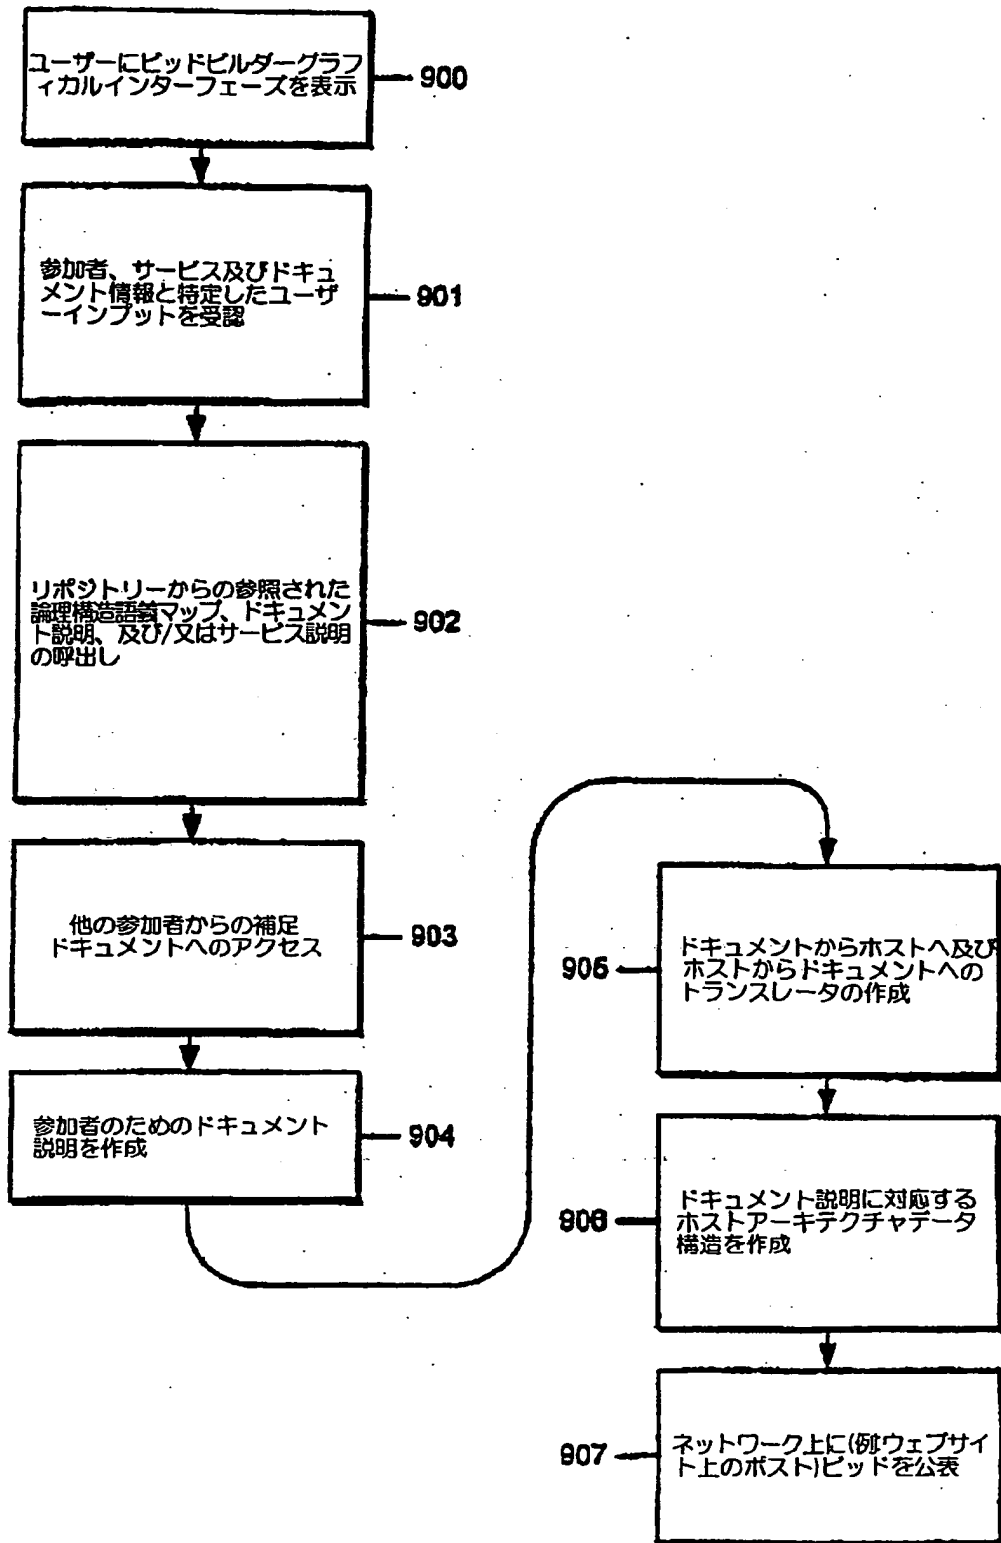 ユーザーにビッドビルダーグラフ
ィカルインターフェーズを表示
900
参加者、サービス及びドキュ
メント情報と特定したユーザ
ーインプットを受認
901
リポジトリーからの参照された
論理構造語義マップ、ドキュメン
ト説明、及び/又はサービス説明
の呼出し
902
他の参加者からの補足
ドキュメントへのアクセス
903
参加者のためのドキュメント
説明を作成
904
ドキュメントからホストへ及び
ホストからドキュメントへの
トランスレータの作成
905
ドキュメント説明に対応する
ホストアーキテクチャデータ
構造を作成
906
ネットワーク上に(例:ウェブサイ
ト上のポスト)ビッドを公表
907